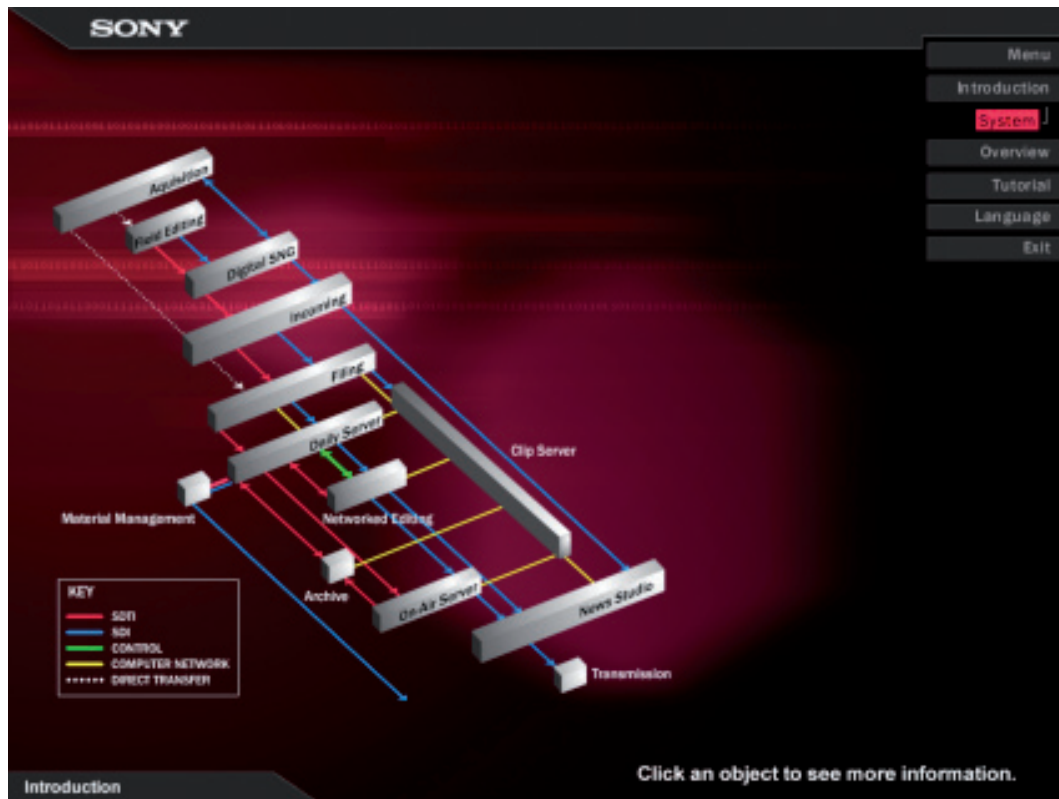 SONY
Menu
Introduction
System
Overview
Tutorial
Language
Exit
Aquisition
Field Editing
Digital SNG
Incoming
Filing
Daily Server
Clip Server
Material Management
Networked Editing
Archive
On-Air Server
News Studio
Transmission
KEY
SDTI
SDI
CONTROL
COMPUTER NETWORK
DIRECT TRANSFER
Click an object to see more information.
Introduction